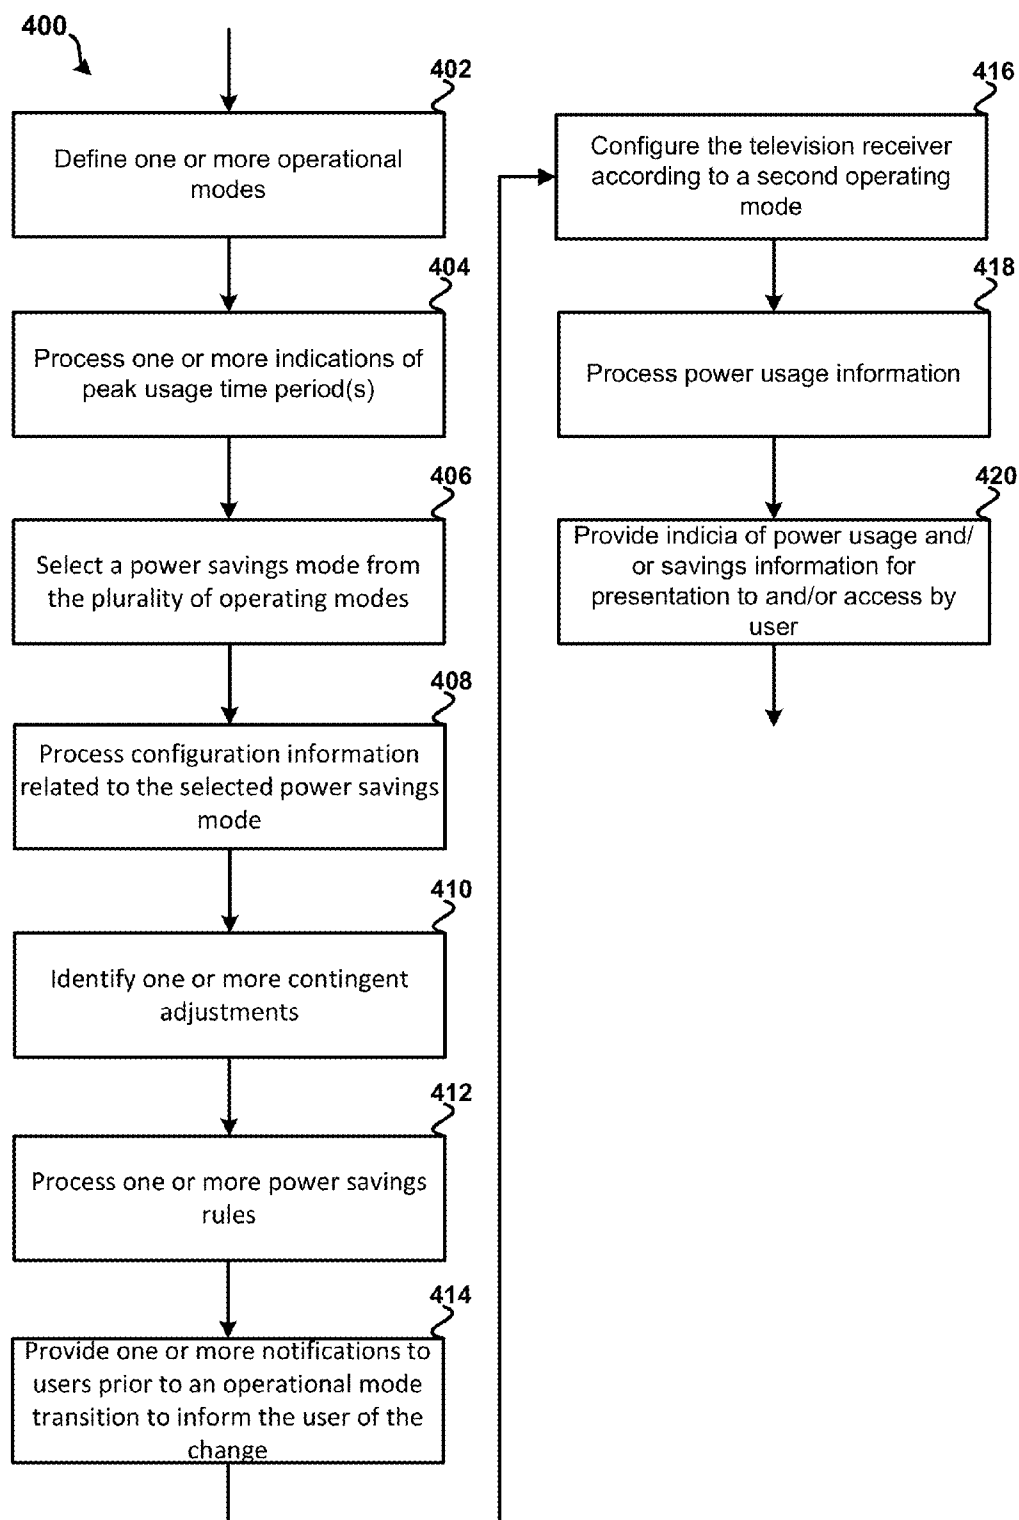 400
402
Define one or more operational
modes
404
Process one or more indications of
peak usage time period(s)
406
Select a power savings mode from
the plurality of operating modes
408
Process configuration information
related to the selected power savings
mode
410
Identify one or more contingent
adjustments
412
Process one or more power savings
rules
414
Provide one or more notifications to
users prior to an operational mode
transition to inform the user of the
change
416
Configure the television receiver
according to a second operating
mode
418
Process power usage information
420
Provide indicia of power usage and/
or savings information for
presentation to and/or access by
user